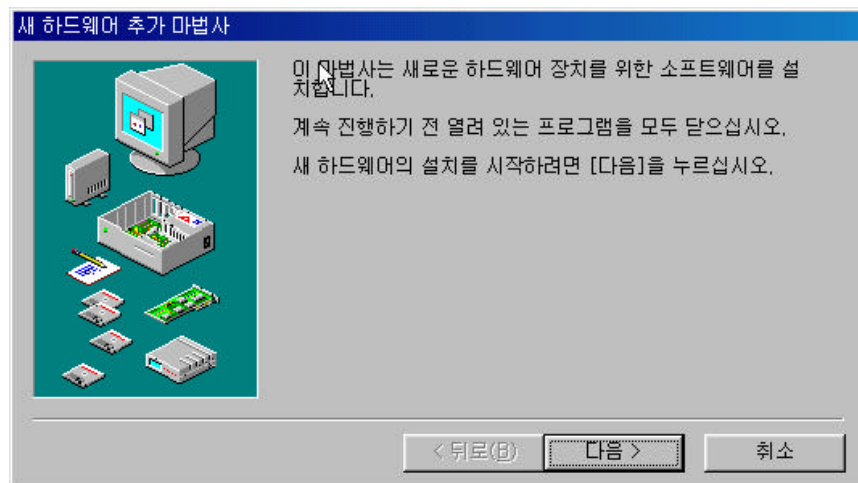 새 하드웨어 추가 마법사
이 마법사는 새로운 하드웨어 장치를 위한 소프트웨어를 설
치합니다.
계속 진행하기 전 열려 있는 프로그램을 모두 닫으십시오.
새 하드웨어의 설치를 시작하려면 [다음]을 누르십시오.
< 뒤로(B) 다음 > 취소